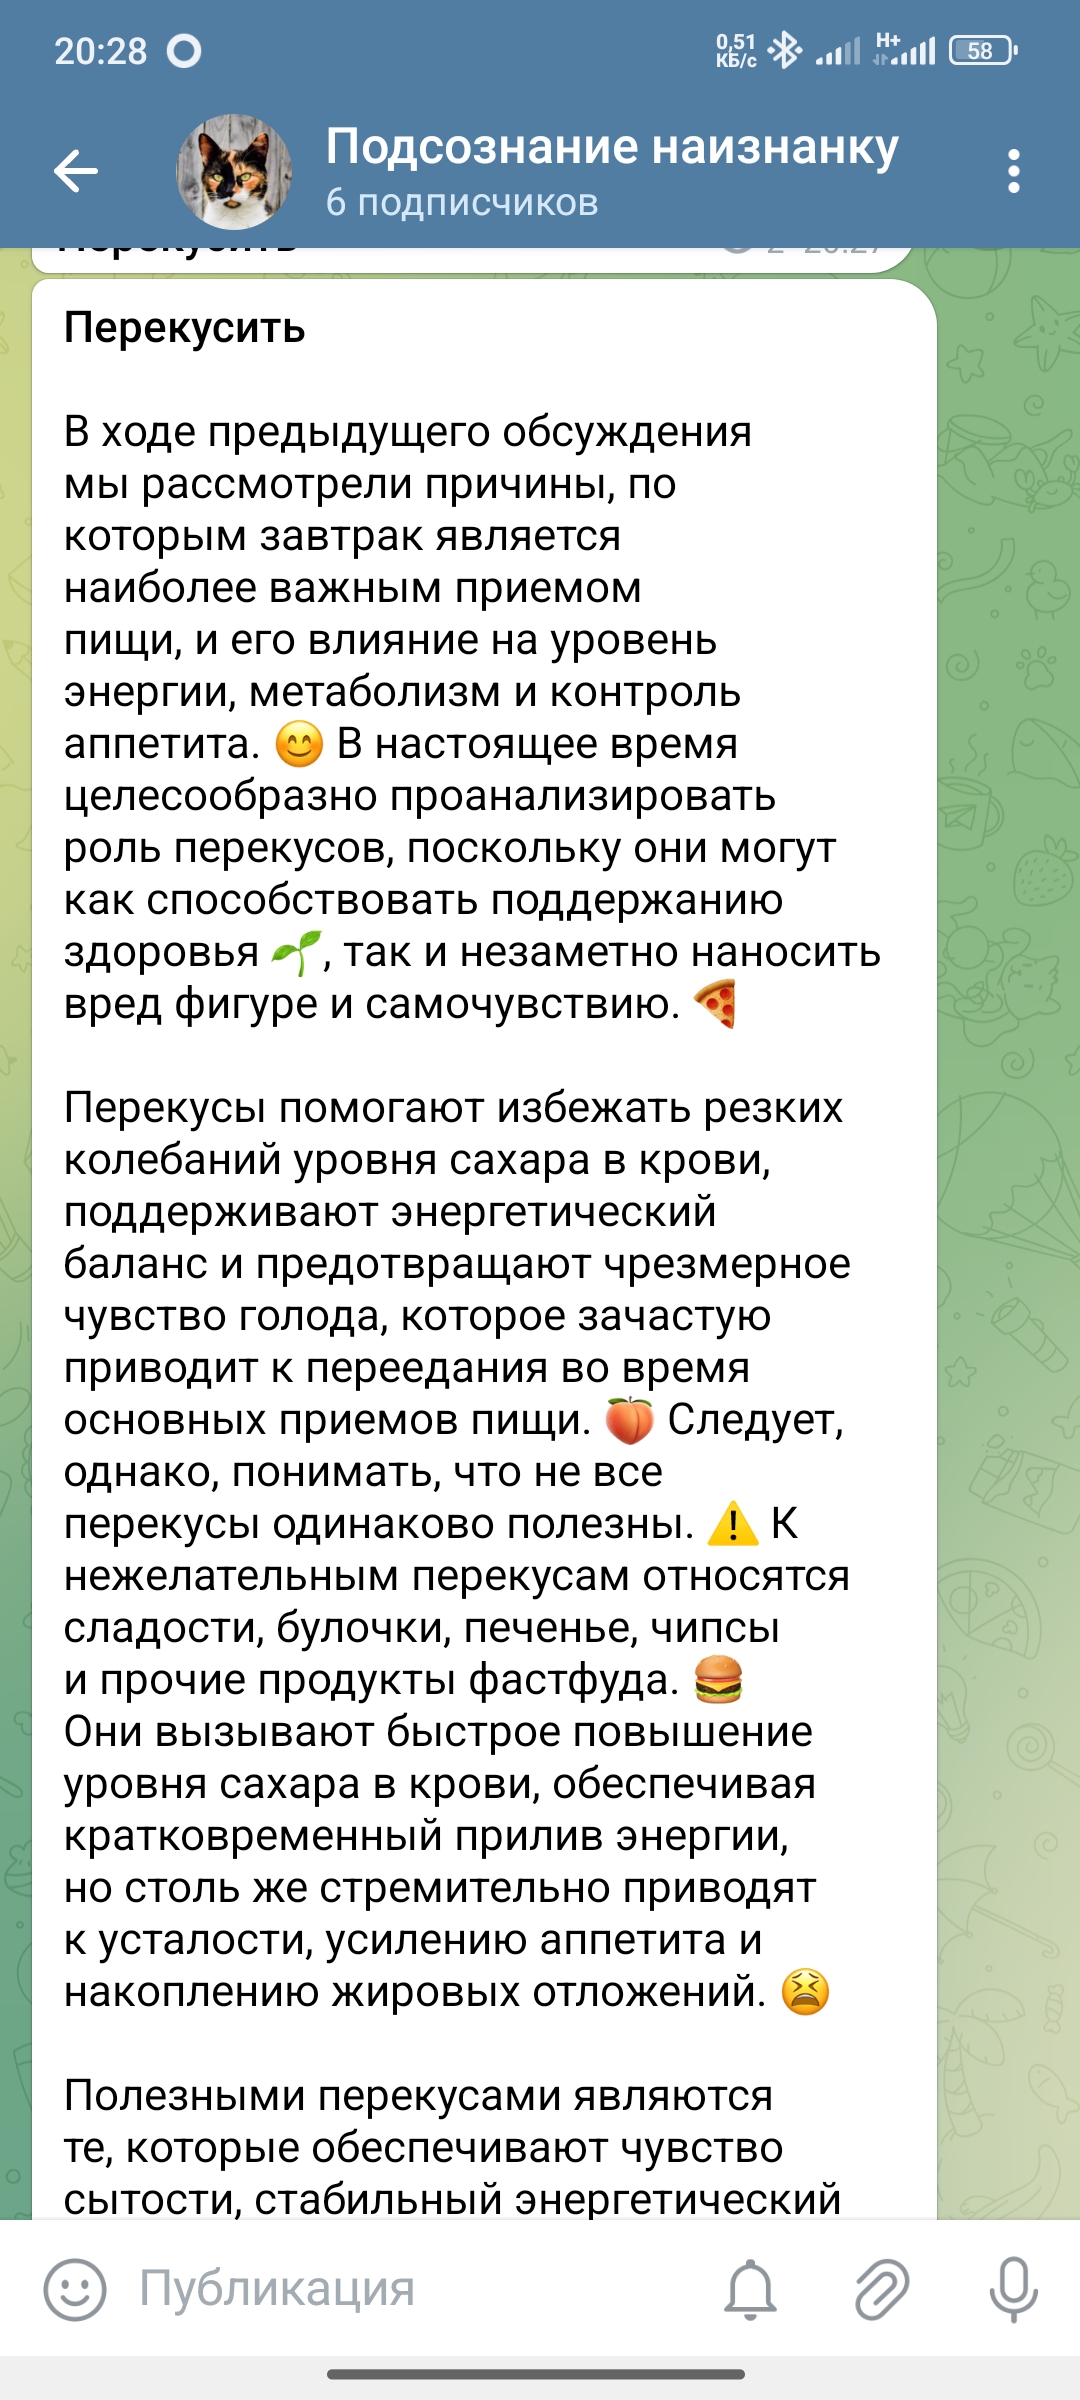 20:28
0,51
КБ/с
H+
58
Подсознание наизнанку
6 подписчиков
Перекусить
В ходе предыдущего обсуждения
мы рассмотрели причины, по
которым завтрак является
наиболее важным приемом
пищи, и его влияние на уровень
энергии, метаболизм и контроль
аппетита. 😊 В настоящее время
целесообразно проанализировать
роль перекусов, поскольку они могут
как способствовать поддержанию
здоровья 🌱, так и незаметно наносить
вред фигуре и самочувствию. 🍕
Перекусы помогают избежать резких
колебаний уровня сахара в крови,
поддерживают энергетический
баланс и предотвращают чрезмерное
чувство голода, которое зачастую
приводит к переедания во время
основных приемов пищи. 🍑 Следует,
однако, понимать, что не все
перекусы одинаково полезны. ⚠️ К
нежелательным перекусам относятся
сладости, булочки, печенье, чипсы
и прочие продукты фастфуда. 🍔
Они вызывают быстрое повышение
уровня сахара в крови, обеспечивая
кратковременный прилив энергии,
но столь же стремительно приводят
к усталости, усилению аппетита и
накоплению жировых отложений. 😫
Полезными перекусами являются
те, которые обеспечивают чувство
сытости, стабильный энергетический
Публикация